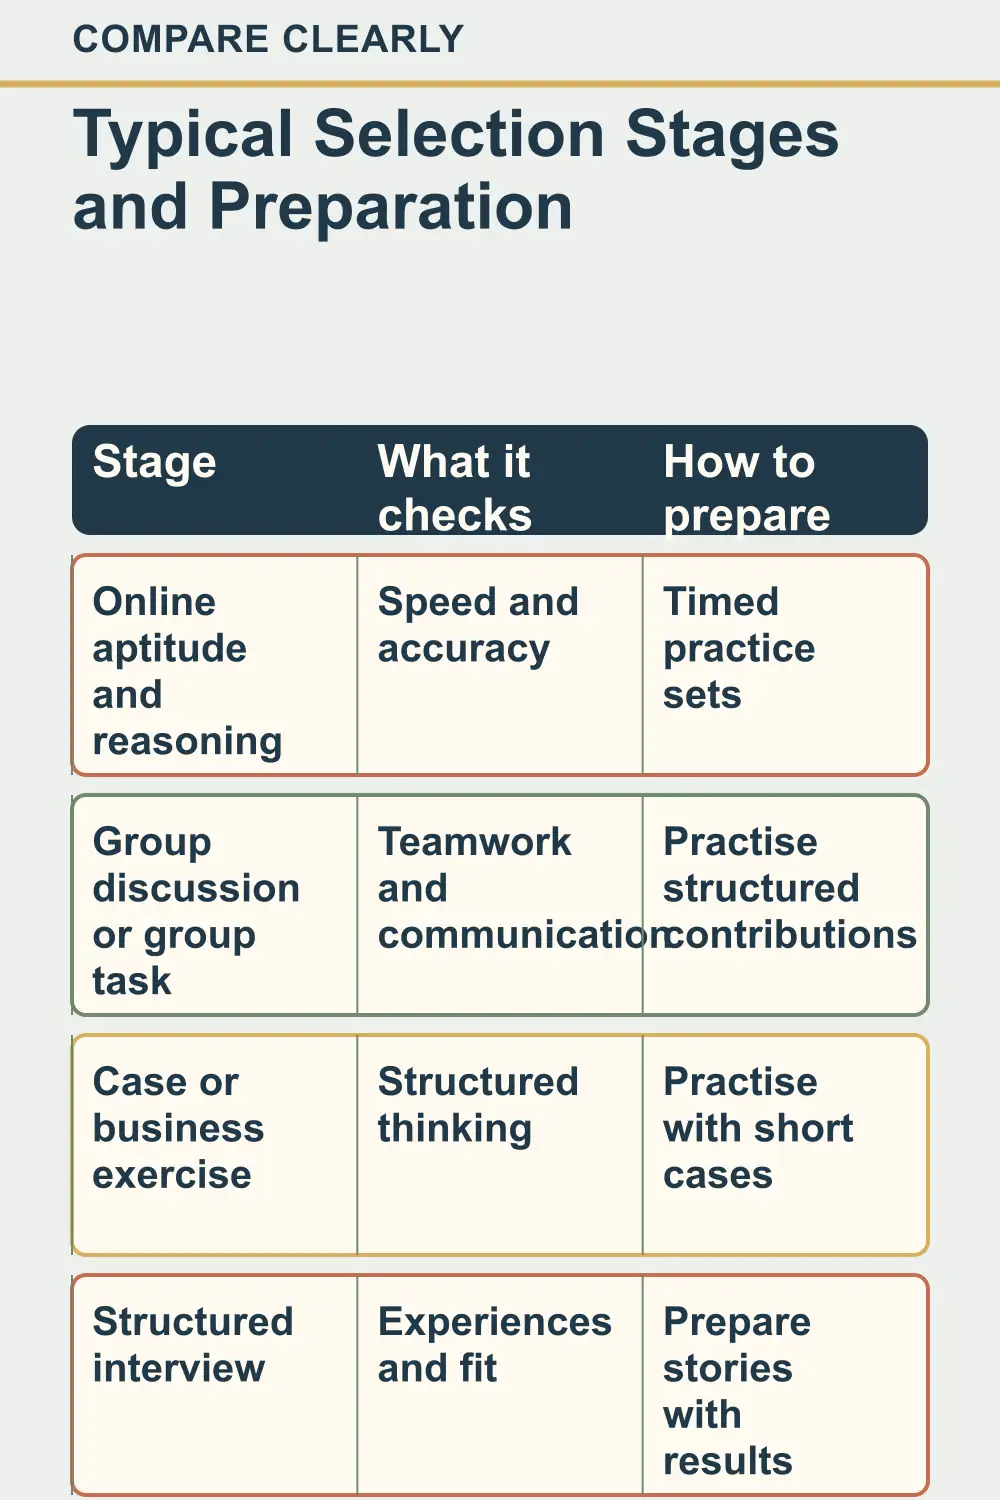 COMPARE CLEARLY
Typical Selection Stages
and Preparation
Stage
What it
checks
How to
prepare
Online
aptitude
and
reasoning
Speed and
accuracy
Timed
practice
sets
Group
discussion
or group
task
Teamwork
and
communication
Practise
structured
contributions
Case or
business
exercise
Structured
thinking
Practise
with short
cases
Structured
interview
Experiences
and fit
Prepare
stories
with
results